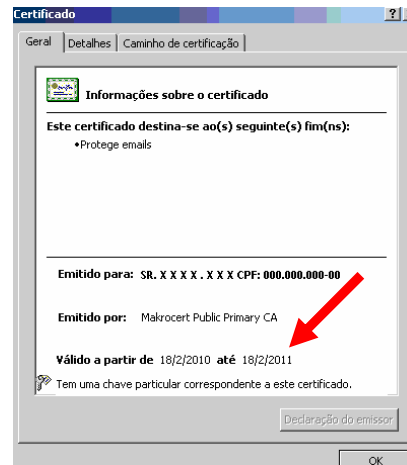 Certificado
Geral Detalhes Caminho de certificação
Informações sobre o certificado
Este certificado destina-se ao(s) seguinte(s) fim(ns):
•Protege emails
Emitido para: SR. X X X X . X X X CPF: 000.000.000-00
Emitido por: Makrocert Public Primary CA
Válido a partir de 18/2/2010 até 18/2/2011
Tem uma chave particular correspondente a este certificado.
Declaração do emissor
OK